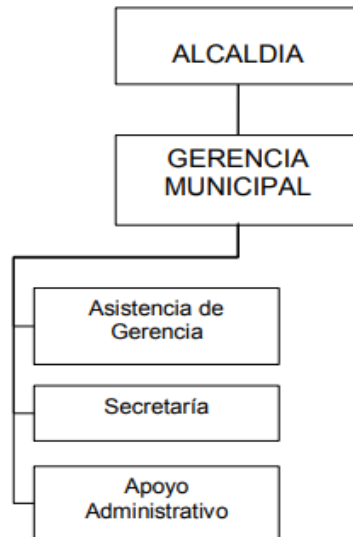 ALCALDIA
GERENCIA
MUNICIPAL
Asistencia de
Gerencia
Secretaría
Apoyo
Administrativo